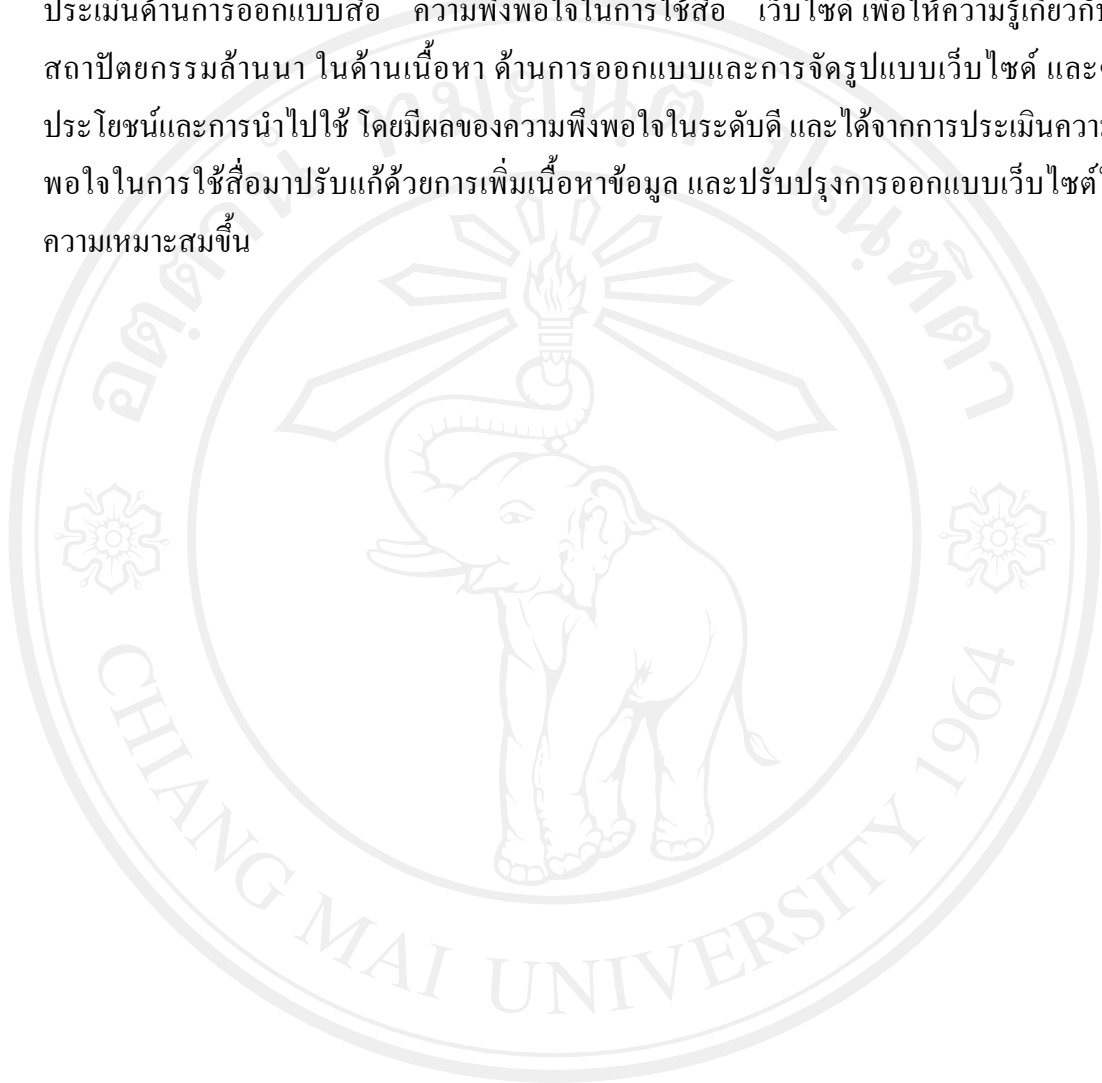 ประเมินด้านการออกแบบสื่อ ความพึงพอใจในการใช้สื่อ เว็บไซต์ เพื่อให้ความรู้เกี่ยวกับ
สถาปัตยกรรมล้านนา ในด้านเนื้อหา ด้านการออกแบบและการจัดรูปแบบเว็บไซต์ และ
ประโยชน์และการนำไปใช้ โดยมีผลของความพึงพอใจในระดับดี และได้จากการประเมิน
พอใจในการใช้สื่อมาปรับแก้ด้วยการเพิ่มเนื้อหาข้อมูล และปรับปรุงการออกแบบเว็บไซต์
ความเหมาะสมขึ้น
อตฺตานํ ทมยนฺติ ปณฺฑิตา
CHIANG MAI UNIVERSITY 1964